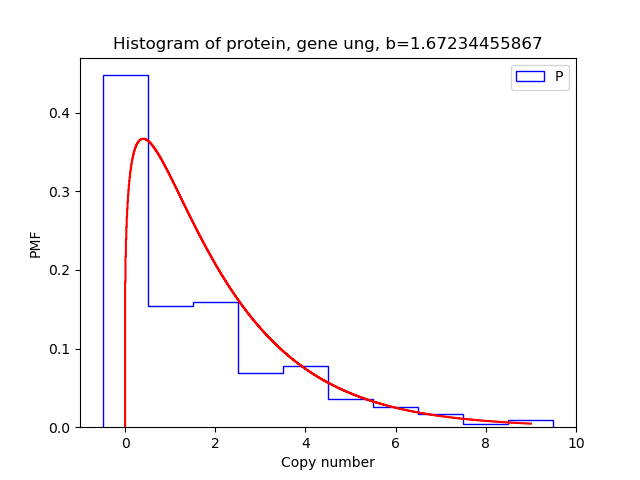 Histogram of protein, gene ung, b=1.67234455867
P
0.4
0.3
0.2
0.1
0.0
PMF
0
2
4
6
8
10
Copy number